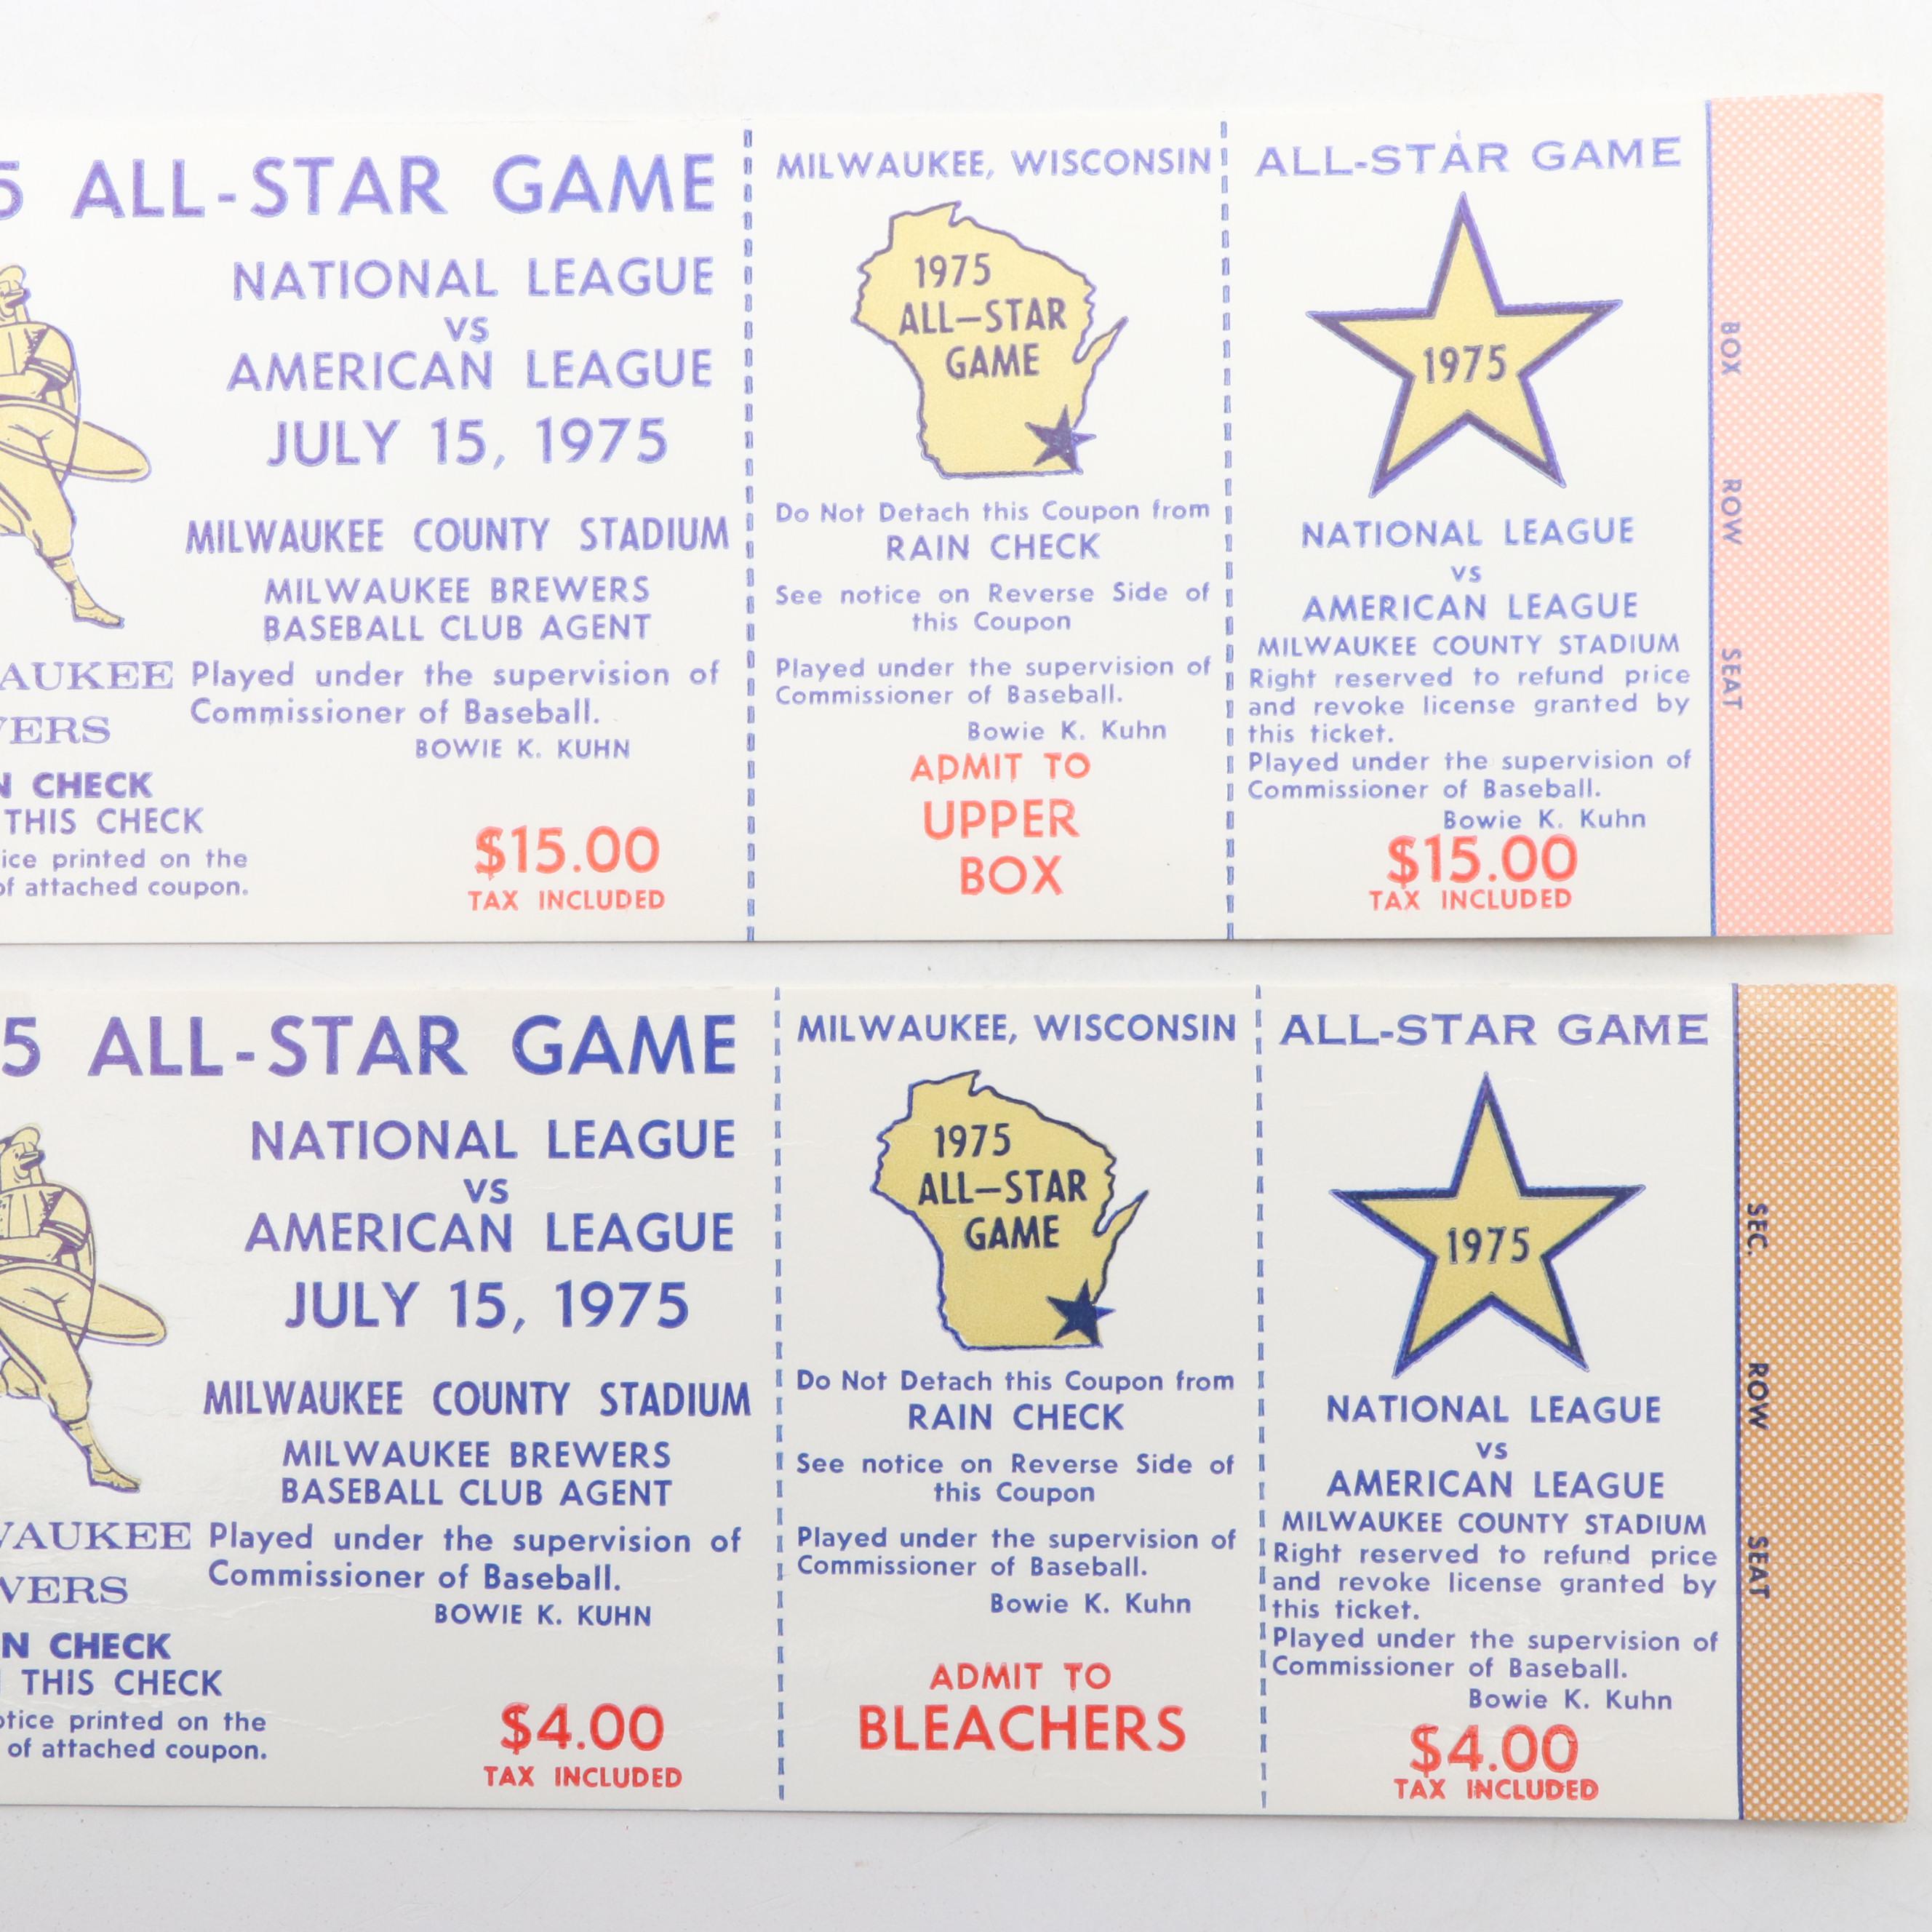 5 ALL-STAR GAME
NATIONAL LEAGUE
VS
AMERICAN LEAGUE
JULY 15, 1975
MILWAUKEE COUNTY STADIUM
MILWAUKEE BREWERS
BASEBALL CLUB AGENT
AUKEE
ERS
Played under the supervision of
Commissioner of Baseball.
BOWIE K. KUHN
N CHECK
THIS CHECK
ice printed on the
of attached coupon.
$15.00
TAX INCLUDED
MILWAUKEE, WISCONSIN
1975
ALL-STAR
GAME
Do Not Detach this Coupon from
RAIN CHECK
See notice on Reverse Side of
this Coupon
Played under the supervision of
Commissioner of Baseball.
Bowie K. Kuhn
ADMIT TO
UPPER
BOX
ALL-STAR GAME
1975
NATIONAL LEAGUE
VS
AMERICAN LEAGUE
MILWAUKEE COUNTY STADIUM
Right reserved to refund price
and revoke license granted by
this ticket.
Played under the supervision of
Commissioner of Baseball.
Bowie K. Kuhn
$15.00
TAX INCLUDED
BOX ROW SEAT
5 ALL-STAR GAME
NATIONAL LEAGUE
VS
AMERICAN LEAGUE
JULY 15, 1975
MILWAUKEE COUNTY STADIUM
MILWAUKEE BREWERS
BASEBALL CLUB AGENT
WAUKEE
VERS
Played under the supervision of
Commissioner of Baseball.
BOWIE K. KUHN
N CHECK
THIS CHECK
otice printed on the
of attached coupon.
$4.00
TAX INCLUDED
MILWAUKEE, WISCONSIN
1975
ALL-STAR
GAME
Do Not Detach this Coupon from
RAIN CHECK
See notice on Reverse Side of
this Coupon
Played under the supervision of
Commissioner of Baseball.
Bowie K. Kuhn
ADMIT TO
BLEACHERS
ALL-STAR GAME
1975
NATIONAL LEAGUE
VS
AMERICAN LEAGUE
MILWAUKEE COUNTY STADIUM
Right reserved to refund price
and revoke license granted by
this ticket.
Played under the supervision of
Commissioner of Baseball.
Bowie K. Kuhn
$4.00
TAX INCLUDED
SEC. ROW SEAT